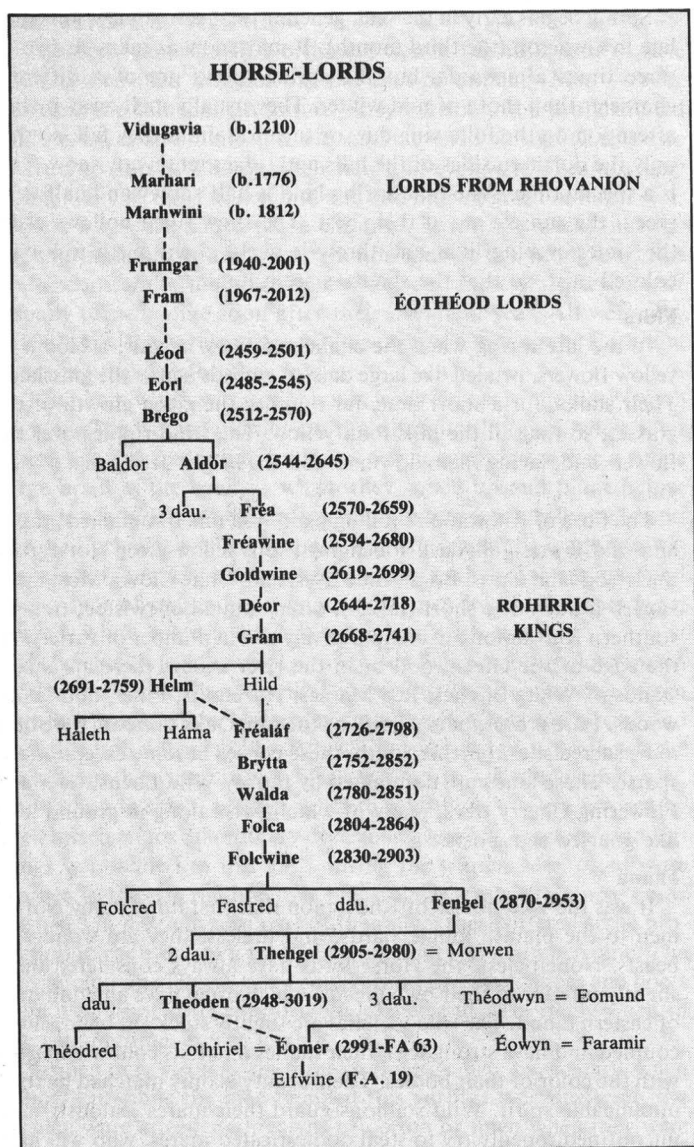 HORSE-LORDS
Vidugavia (b.1210)
Marhari (b. 1776)
LORDS FROM RHOVANION
Marhwini (b. 1812)
Frumgar (1940-2001)
Fram (1967-2012)
ÉOTHÉOD LORDS
Léod (2459-2501)
Eorl (2485-2545)
Brego (2512-2570)
Baldor Aldor (2544-2645)
3 dau. Fréa (2570-2659)
Fréawine (2594-2680)
Goldwine (2619-2699)
Déor (2644-2718)
ROHIRRIC
KINGS
Gram (2668-2741)
(2691-2759) Helm Hild
Háleth Háma Fréaláf (2726-2798)
Brytta (2752-2852)
Walda (2780-2851)
Folca (2804-2864)
Folcwine (2830-2903)
Folcred Fastred dau. Fengel (2870-2953)
2 dau. Thengel (2905-2980) = Morwen
dau. Theoden (2948-3019) 3 dau. Théodwyn = Eomund
Théodred Lothíriel = Éomer (2991-FA 63) Éowyn = Faramir
Elfwine (F.A. 19)